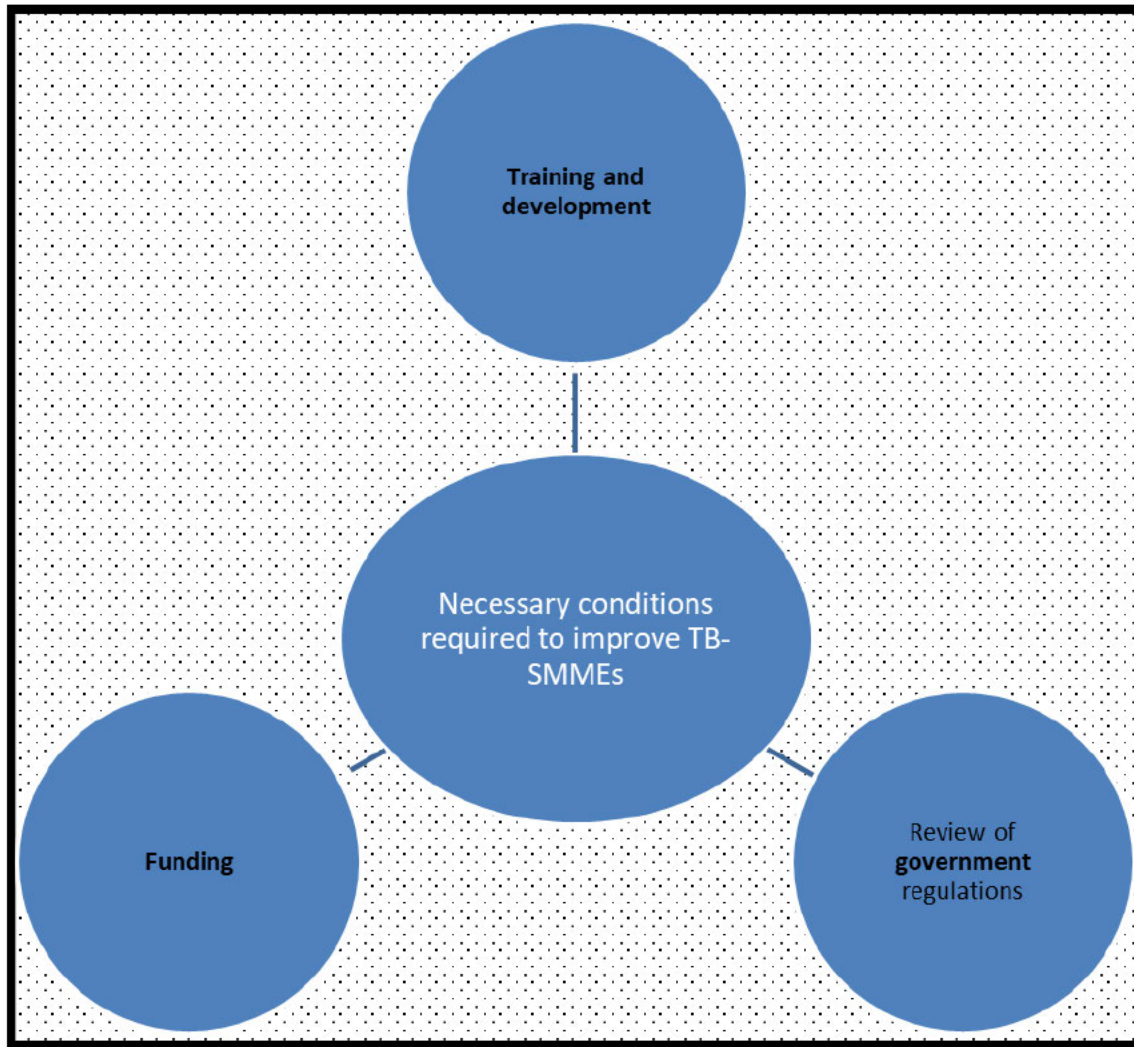 Training and
development
Necessary conditions
required to improve TB-
SMMEs
Funding
Review of
government
regulations